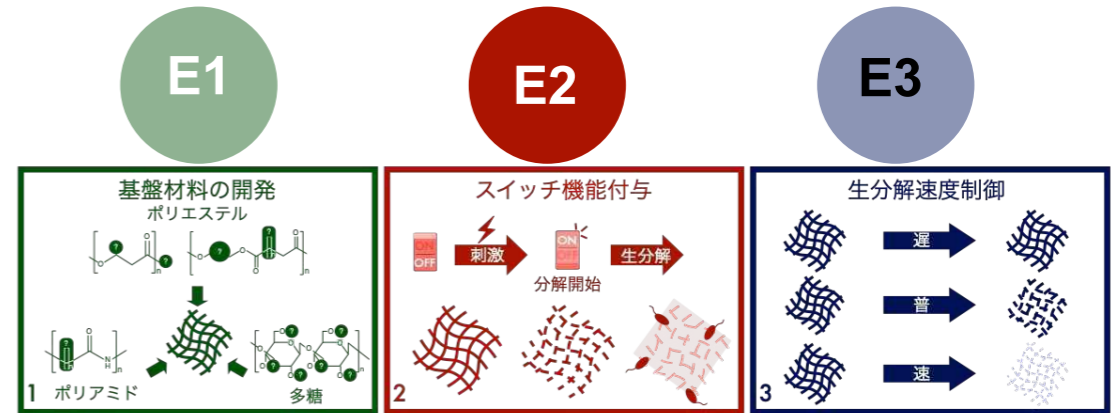 E1
E2
E3
基盤材料の開発
ポリエステル
?
O
O
n
?
?
O
O
O
?
O
n
?
O
N
H
n
ポリアミド
?
O
O
?
O
O
O
O
?
O
?
n
多糖
1
スイッチ機能付与
ON
OFF
刺激
ON
OFF
分解開始
生分解
2
生分解速度制御
遅
普
速
3